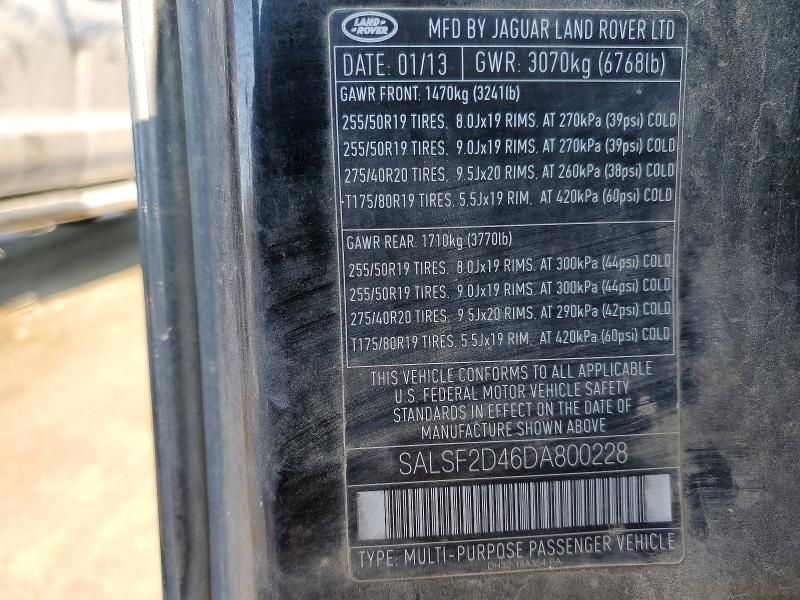 LAND ROVER MFD BY JAGUAR LAND ROVER LTD
DATE: 01/13 GWR: 3070kg (6768lb)
GAWR FRONT: 1470kg (3241lb)
255/50R19 TIRES, 8.0Jx19 RIMS, AT 270kPa (39psi) COLD
255/50R19 TIRES, 9.0Jx19 RIMS, AT 270kPa (39psi) COLD
275/40R20 TIRES, 9.5Jx20 RIMS, AT 260kPa (38psi) COLD
T175/80R19 TIRES, 5.5Jx19 RIM, AT 420kPa (60psi) COLD
GAWR REAR: 1710kg (3770lb)
255/50R19 TIRES, 8.0Jx19 RIMS, AT 300kPa (44psi) COLD
255/50R19 TIRES, 9.0Jx19 RIMS, AT 300kPa (44psi) COLD
275/40R20 TIRES, 9.5Jx20 RIMS, AT 290kPa (42psi) COLD
T175/80R19 TIRES, 5.5Jx19 RIM, AT 420kPa (60psi) COLD
THIS VEHICLE CONFORMS TO ALL APPLICABLE
U.S. FEDERAL MOTOR VEHICLE SAFETY
STANDARDS IN EFFECT ON THE DATE OF
MANUFACTURE SHOWN ABOVE
SALSF2D46DA800228
TYPE: MULTI-PURPOSE PASSENGER VEHICLE